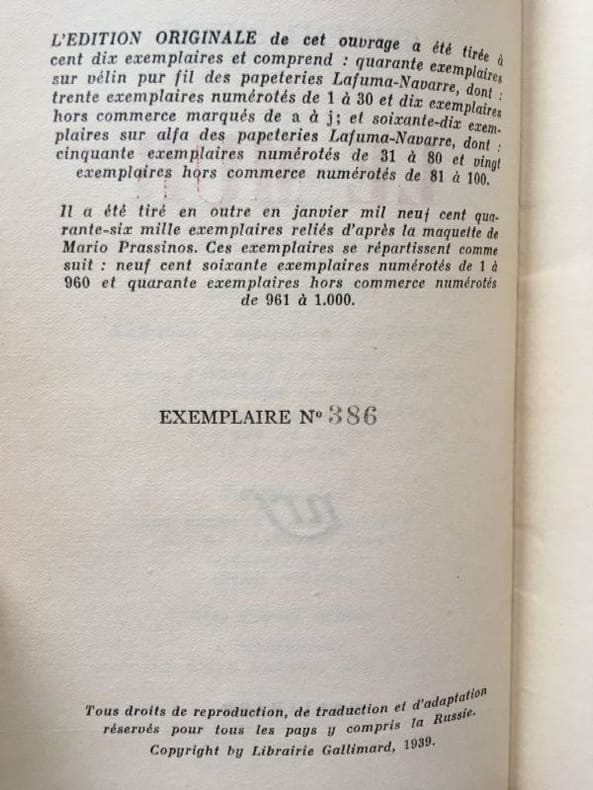 L'EDITION ORIGINALE de cet ouvrage a été tirée à
cent dix exemplaires et comprend : quarante exemplaires
sur vélin pur fil des papeteries Lafuma-Navarre, dont :
trente exemplaires numérotés de 1 à 30 et dix exemplaires
hors commerce marqués de a à j; et soixante-dix exem-
plaires sur alfa des papeteries Lafuma-Navarre, dont :
cinquante exemplaires numérotés de 31 à 80 et vingt
exemplaires hors commerce numérotés de 81 à 100.
Il a été tiré en outre en janvier mil neuf cent qua-
rante-six mille exemplaires reliés d'après la maquette de
Mario Prassinos. Ces exemplaires se répartissent comme
suit : neuf cent soixante exemplaires numérotés de 1 à
960 et quarante exemplaires hors commerce numérotés
de 961 à 1.000.
EXEMPLAIRE Nº 386
nrf
Tous droits de reproduction, de traduction et d'adaptation
réservés pour tous les pays y compris la Russie.
Copyright by Librairie Gallimard, 1939.